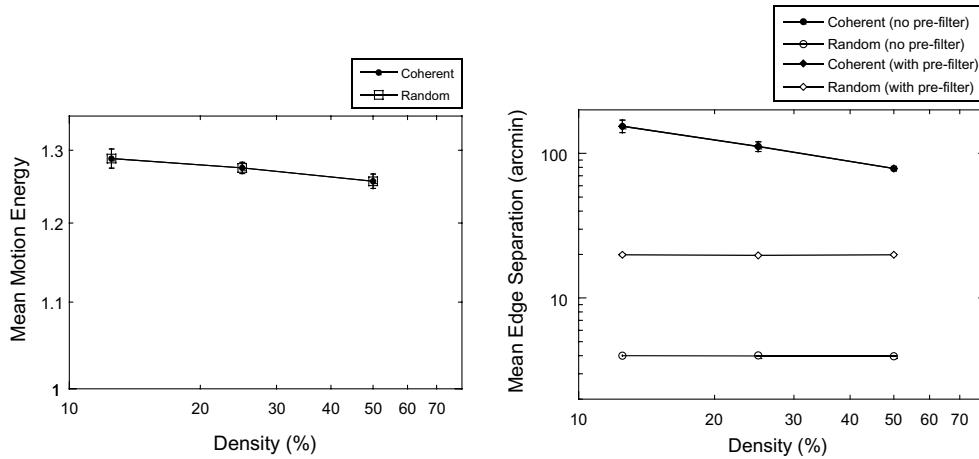 Coherent
Random
Mean Motion Energy
1.3
1.2
1.1
1
10
20
30
40
50
60
70
Density (%)
Coherent (no pre-filter)
Random (no pre-filter)
Coherent (with pre-filter)
Random (with pre-filter)
Mean Edge Separation (arcmin)
100
10
10
20
30
40
50
60
70
Density (%)